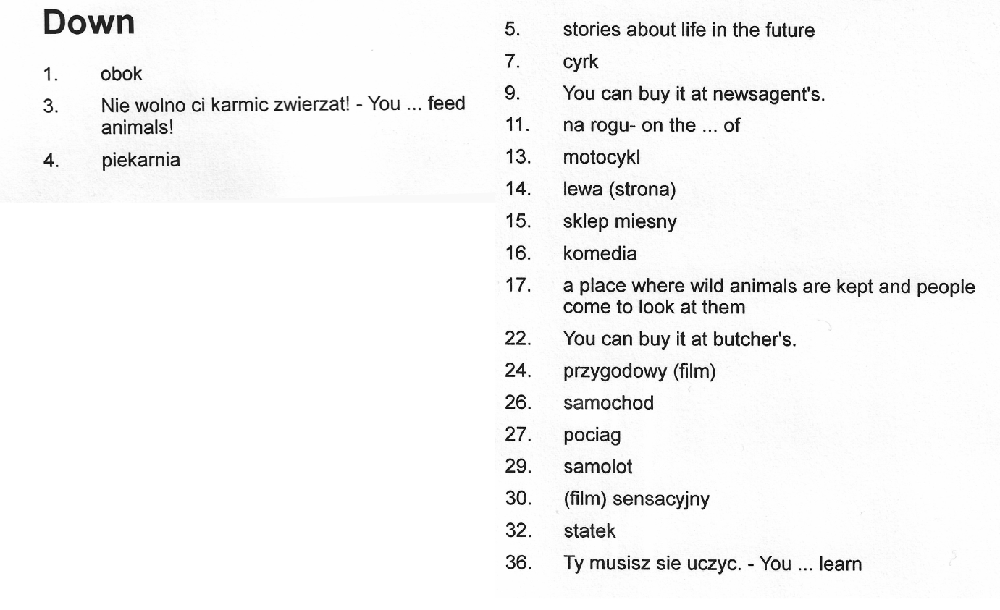 Down
1. obok
3. Nie wolno ci karmic zwierzat! - You ... feed
animals!
4. piekarnia
5. stories about life in the future
7. cyrk
9. You can buy it at newsagent's.
11. na rogu- on the ... of
13. motocykl
14. lewa (strona)
15. sklep miesny
16. komedia
17. a place where wild animals are kept and people
come to look at them
22. You can buy it at butcher's.
24. przygodowy (film)
26. samochod
27. pociag
29. samolot
30. (film) sensacyjny
32. statek
36. Ty musisz sie uczyc. - You ... learn